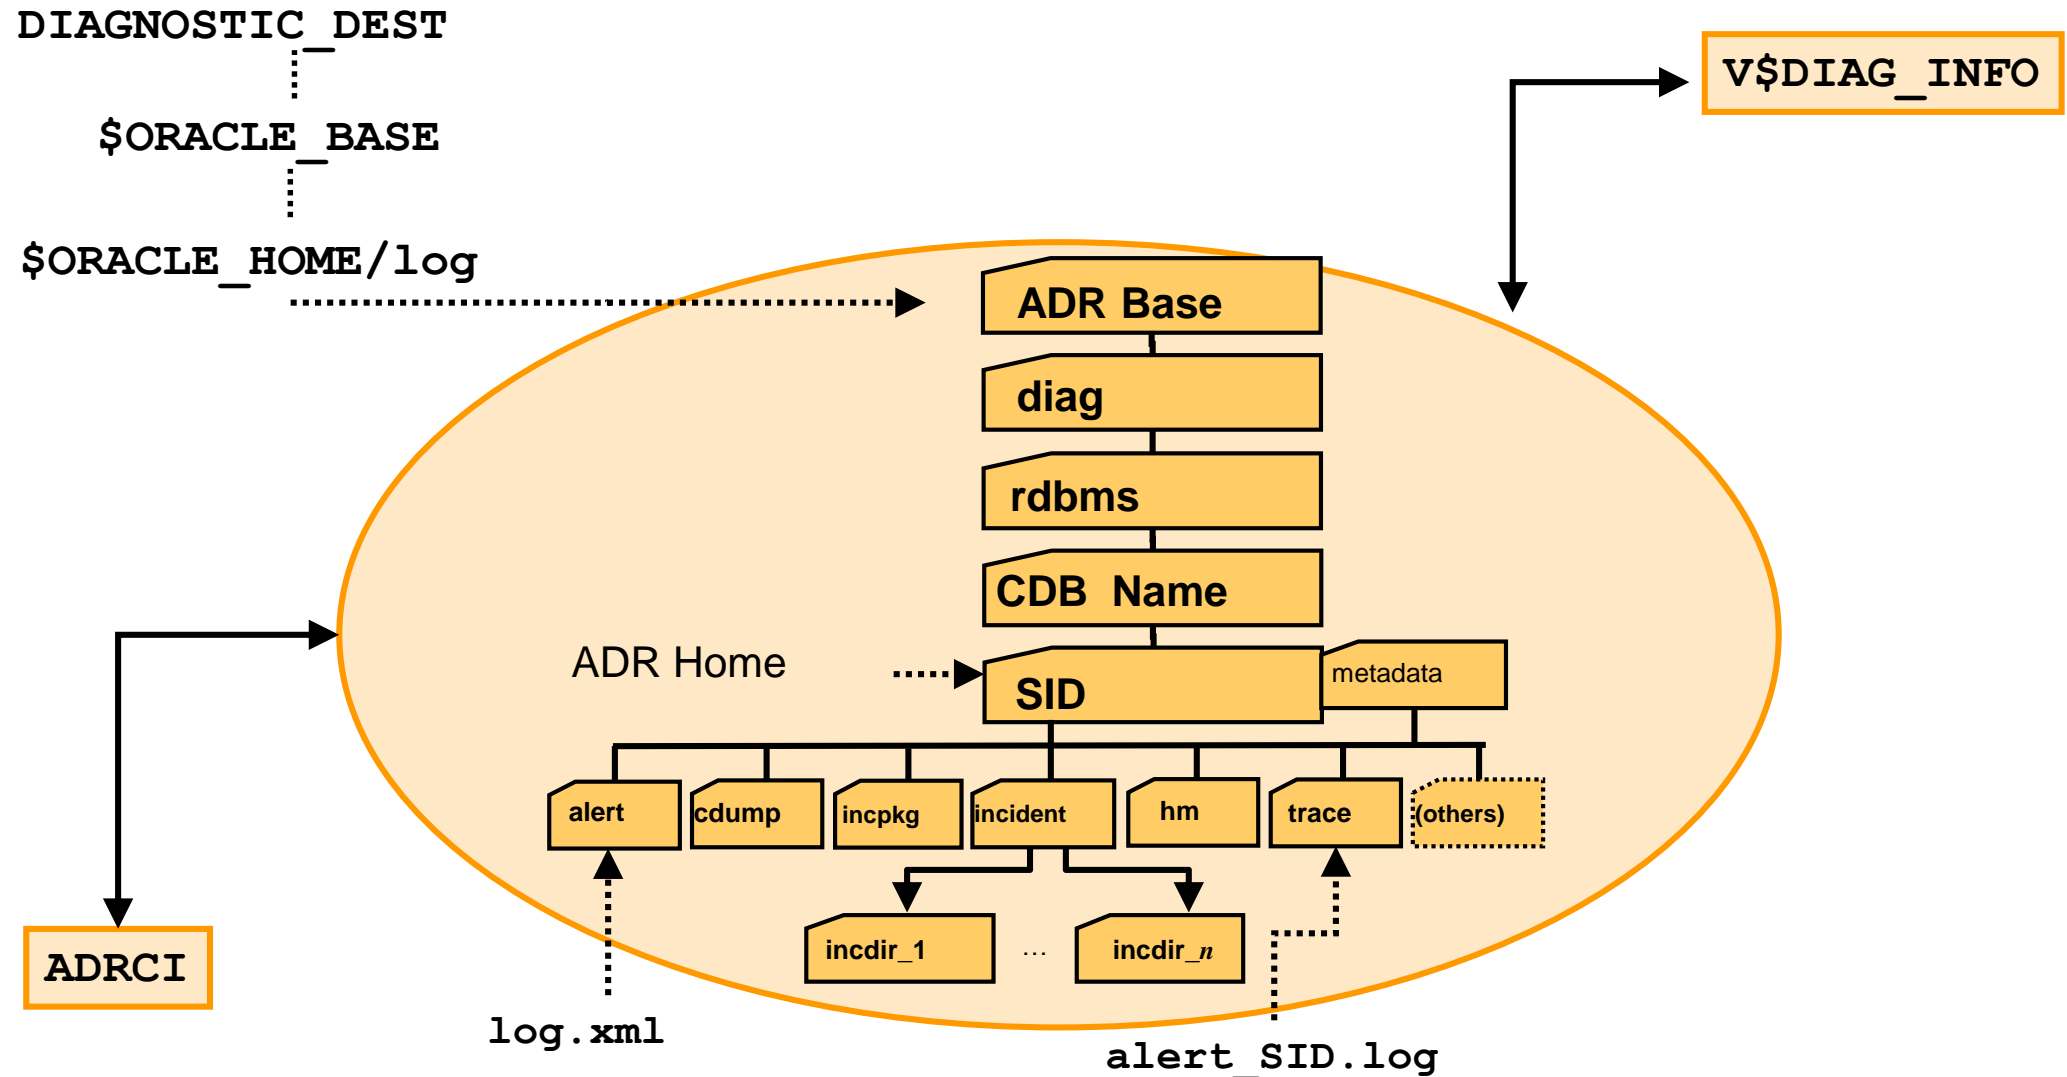 DIAGNOSTIC_DEST
V$DIAG_INFO
$ORACLE_BASE
$ORACLE_HOME/log
ADR Base
diag
rdbms
CDB Name
ADR Home
SID
metadata
alert
cdump
incpkg
incident
hm
trace
(others)
incdir_1
...
incdir_n
ADRCI
log.xml
alert_SID.log